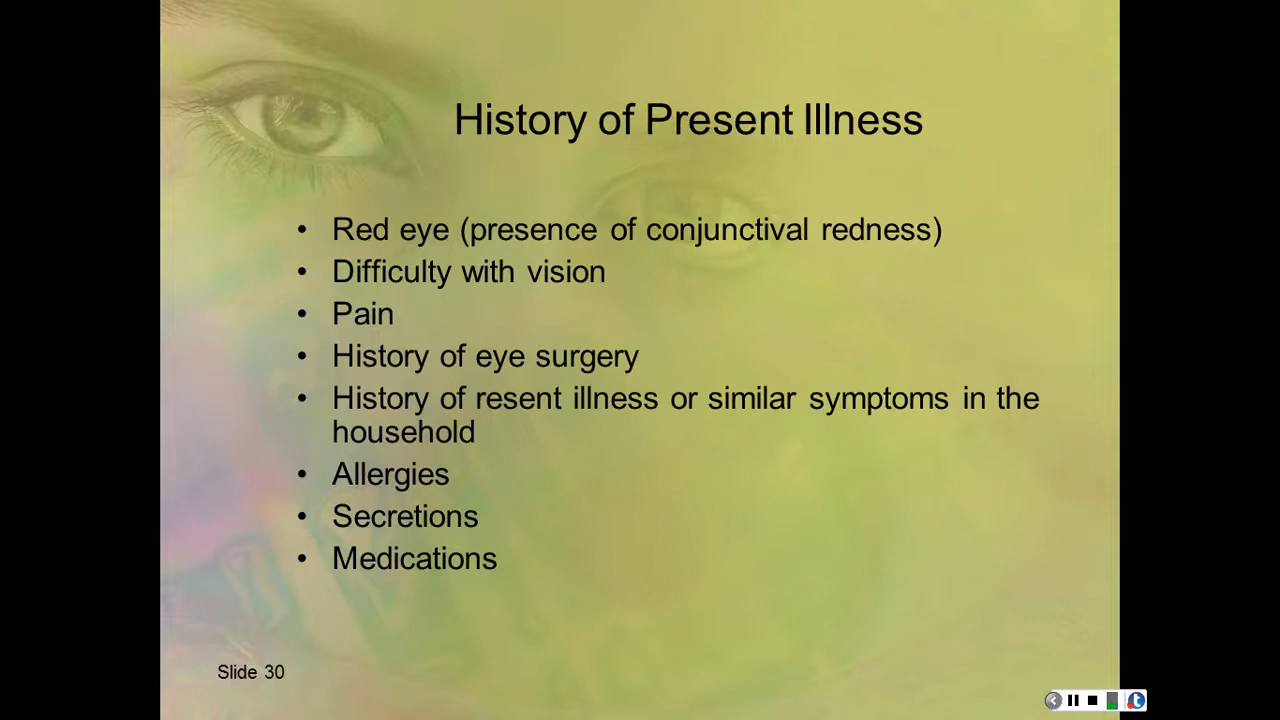 History of Present Illness
• Red eye (presence of conjunctival redness)
• Difficulty with vision
• Pain
• History of eye surgery
• History of resent illness or similar symptoms in the
household
• Allergies
• Secretions
• Medications
Slide 30
t